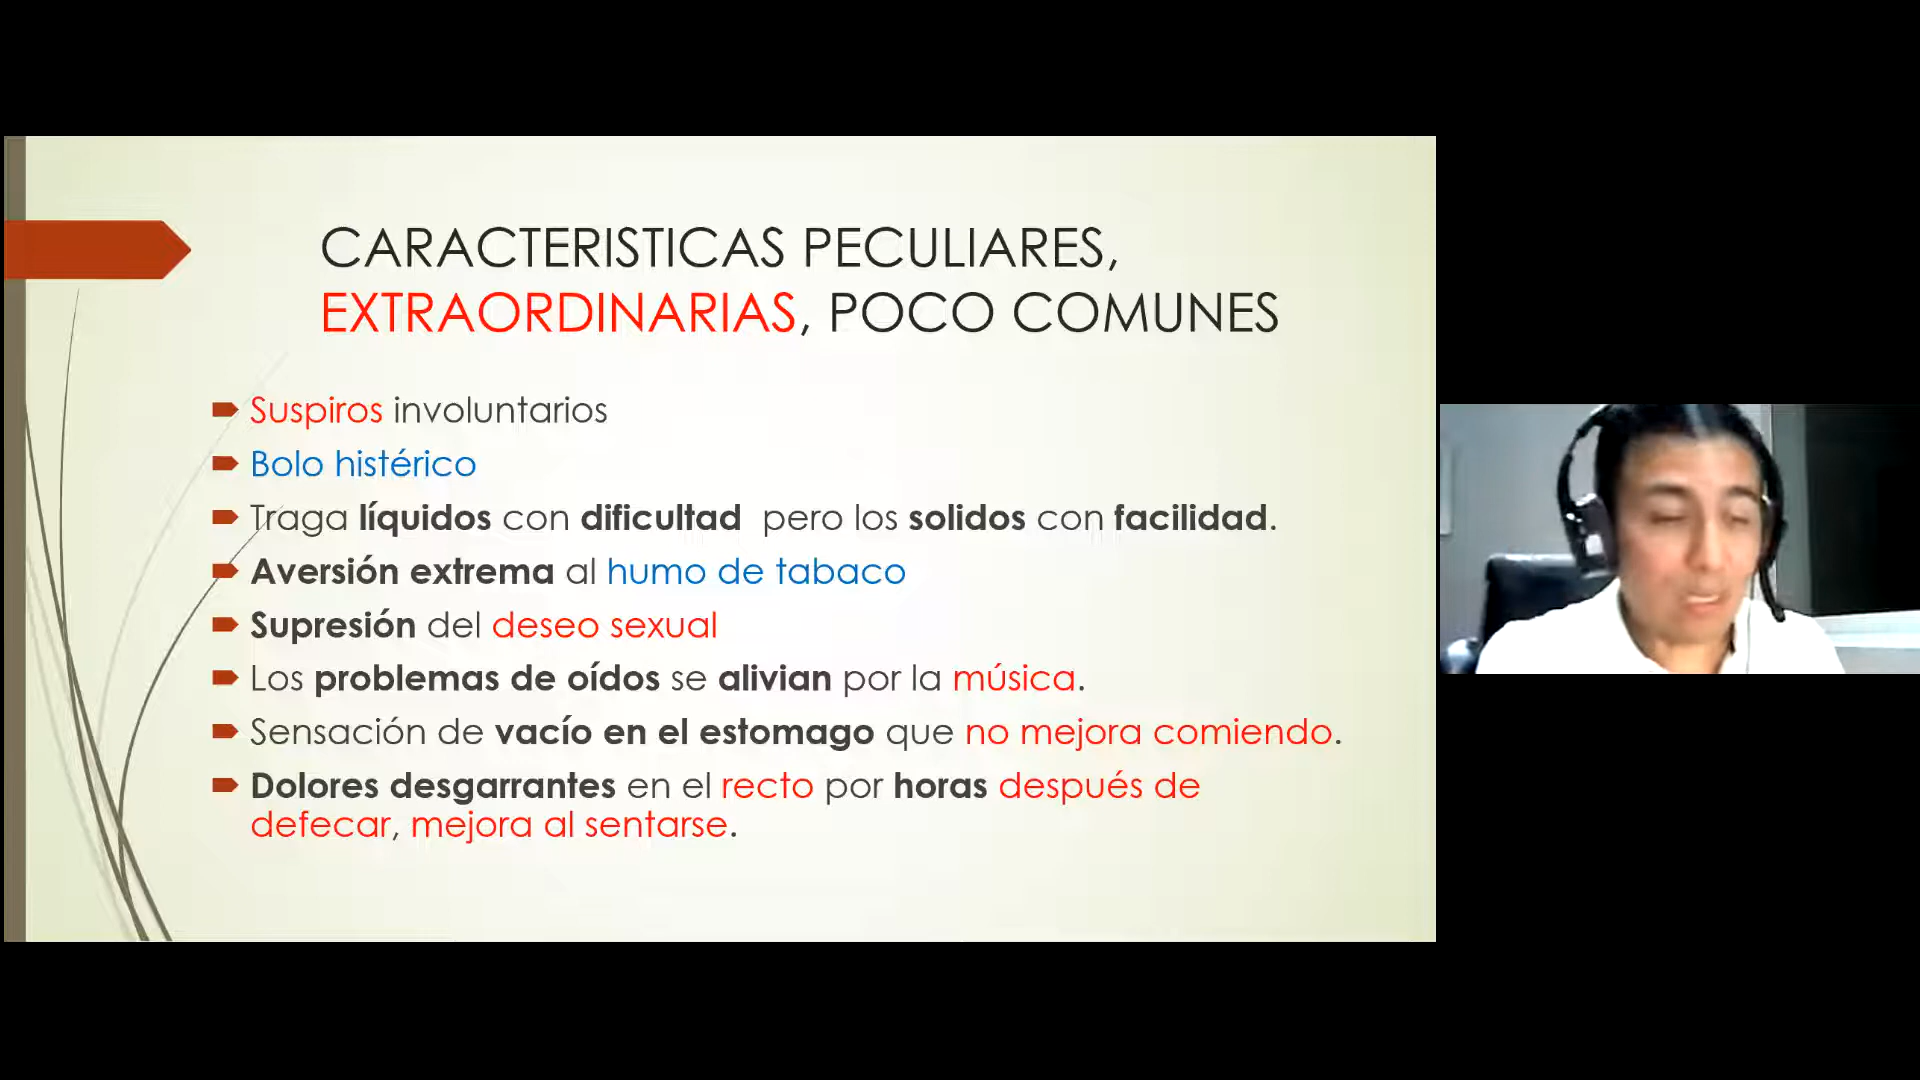 CARACTERISTICAS PECULIARES,
EXTRAORDINARIAS, POCO COMUNES
Suspiros involuntarios
Bolo histérico
Traga líquidos con dificultad pero los solidos con facilidad.
Aversión extrema al humo de tabaco
Supresión del deseo sexual
Los problemas de oídos se alivian por la música.
Sensación de vacío en el estomago que no mejora comiendo.
Dolores desgarrantes en el recto por horas después de
defecar, mejora al sentarse.